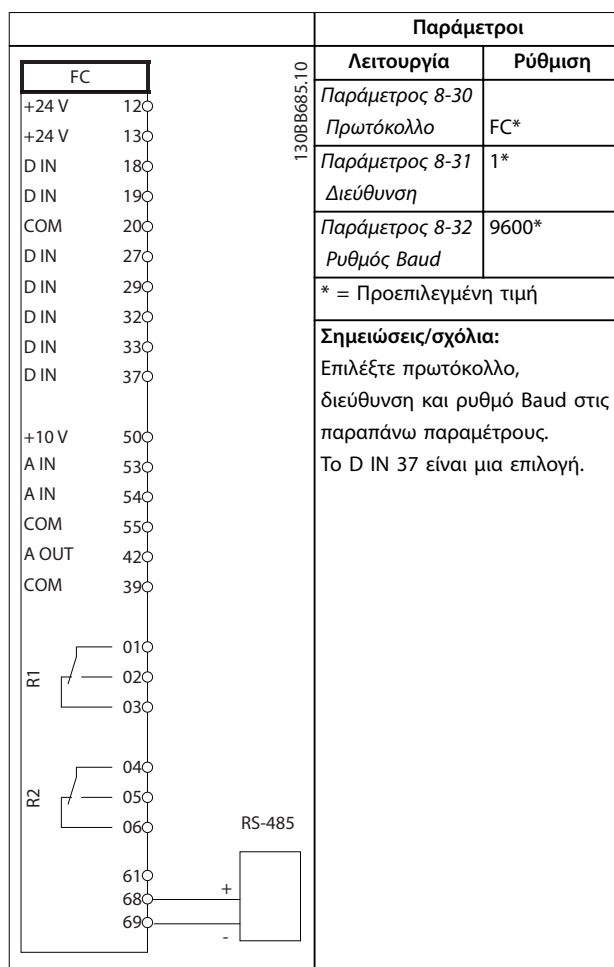 Παράμετροι
FC
130BB685.10
Λειτουργία Ρύθμιση
+24 V 12
+24 V 13
D IN 18
D IN 19
COM 20
D IN 27
D IN 29
D IN 32
D IN 33
D IN 37
+10 V 50
A IN 53
A IN 54
COM 55
A OUT 42
COM 39
R1
01
02
03
R2
04
05
06
RS-485
61
68 +
69 -
Παράμετρος 8-30
Πρωτόκολλο FC*
Παράμετρος 8-31 1*
Διεύθυνση
Παράμετρος 8-32 9600*
Ρυθμός Baud
* = Προεπιλεγμένη τιμή
Σημειώσεις/σχόλια:
Επιλέξτε πρωτόκολλο,
διεύθυνση και ρυθμό Baud στις
παραπάνω παραμέτρους.
Το D IN 37 είναι μια επιλογή.